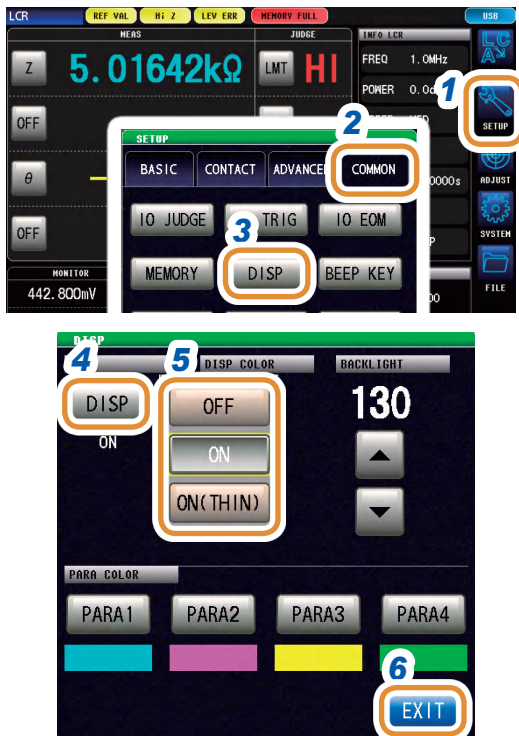 LCR REF VAL Hi Z LEV ERR MEMORY FULL USB
MEAS JUDGE INFO LCR
Z 5.01642kΩ LMT HI
FREQ 1.0MHz
POWER
1
SETUP
OFF
2
SETUP
BASIC CONTACT ADVANCE COMMON
θ
0000s
ADJUST
IO JUDGE TRIG IO EOM
3
OFF
SYSTEM
MEMORY DISP BEEP KEY
P
MONITOR
442.800mV
00
FILE
DISP
4 5 DISP COLOR BACKLIGHT
DISP OFF 130
ON
ON
ON(THIN)
PARA COLOR
PARA1 PARA2 PARA3 PARA4
6
EXIT